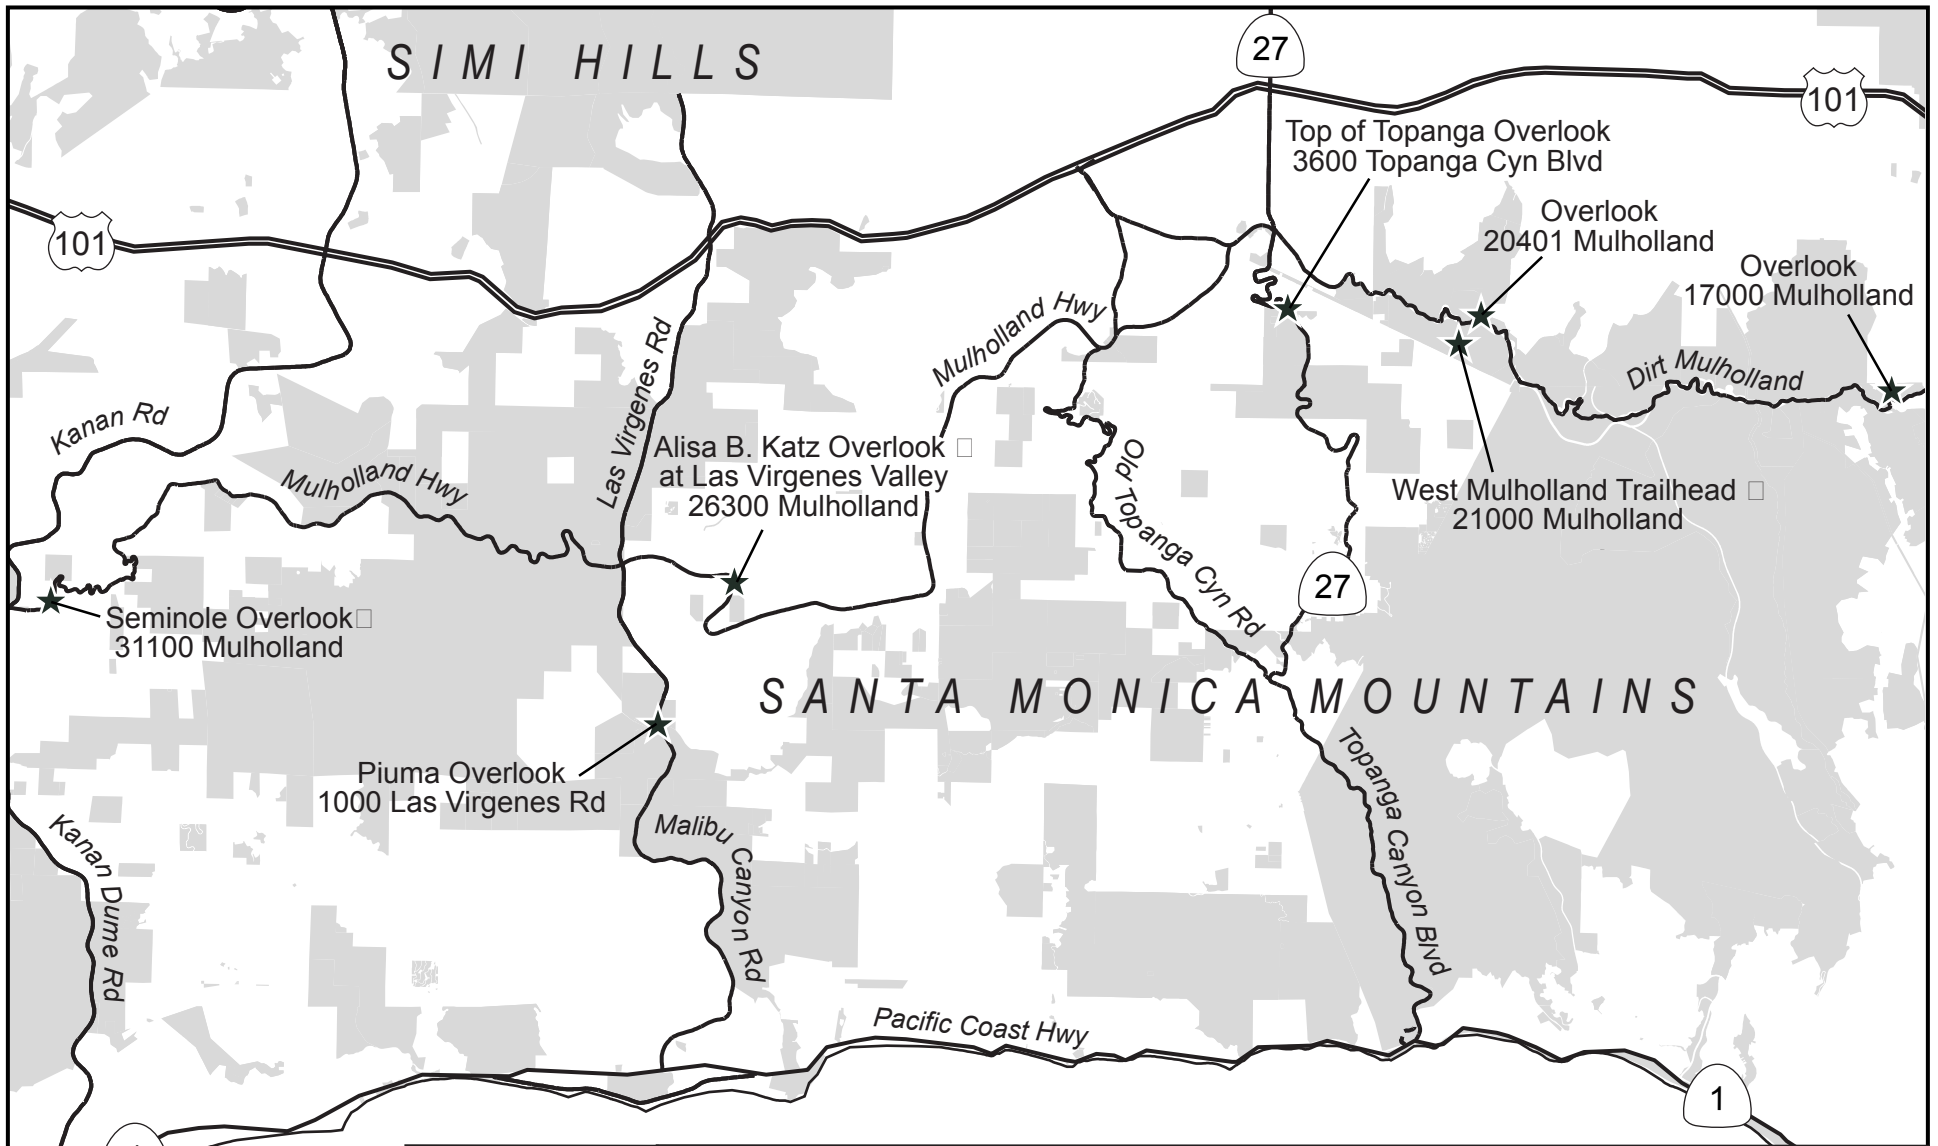 SIMI HILLS
27
101
Top of Topanga Overlook
3600 Topanga Cyn Blvd
Overlook
20401 Mulholland
101
Overlook
17000 Mulholland
Mulholland Hwy
Las Virgenes Rd
Dirt Mulholland
Kanan Rd
Mulholland Hwy
Alisa B. Katz Overlook
at Las Virgenes Valley
26300 Mulholland
Old Topanga Cyn Rd
West Mulholland Trailhead
21000 Mulholland
27
Seminole Overlook
31100 Mulholland
SANTA MONICA MOUNTAINS
Piuma Overlook
1000 Las Virgenes Rd
Topanga Canyon Blvd
Malibu Canyon Rd
Kanan Dume Rd
Pacific Coast Hwy
1